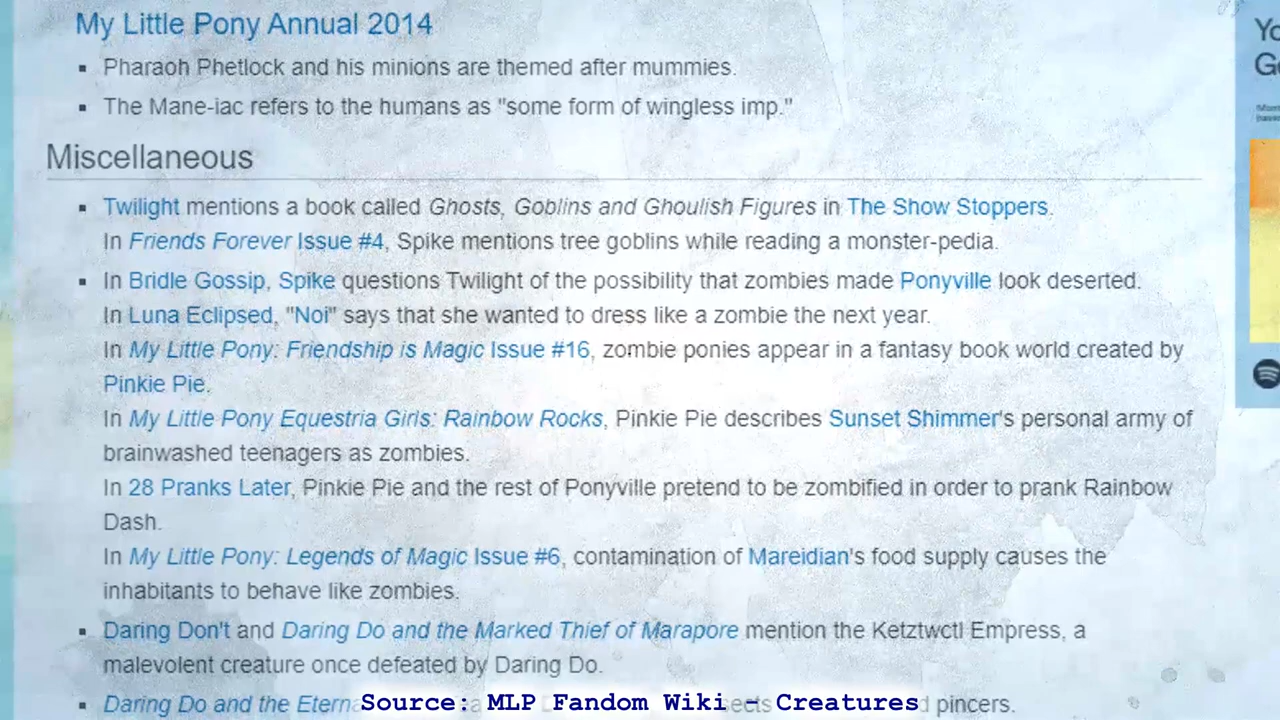 My Little Pony Annual 2014
▪ Pharaoh Phetlock and his minions are themed after mummies.
▪ The Mane-iac refers to the humans as "some form of wingless imp."
Miscellaneous
▪ Twilight mentions a book called Ghosts, Goblins and Ghoulish Figures in The Show Stoppers.
In Friends Forever Issue #4, Spike mentions tree goblins while reading a monster-pedia.
▪ In Bridle Gossip, Spike questions Twilight of the possibility that zombies made Ponyville look deserted.
In Luna Eclipsed, "Noi" says that she wanted to dress like a zombie the next year.
In My Little Pony: Friendship is Magic Issue #16, zombie ponies appear in a fantasy book world created by
Pinkie Pie.
In My Little Pony Equestria Girls: Rainbow Rocks, Pinkie Pie describes Sunset Shimmer's personal army of
brainwashed teenagers as zombies.
In 28 Pranks Later, Pinkie Pie and the rest of Ponyville pretend to be zombified in order to prank Rainbow
Dash.
In My Little Pony: Legends of Magic Issue #6, contamination of Mareidian's food supply causes the
inhabitants to behave like zombies.
▪ Daring Don't and Daring Do and the Marked Thief of Marapore mention the Ketztwctl Empress, a
malevolent creature once defeated by Daring Do.
▪ Daring Do and the pincers.
Source: MLP Fandom Wiki - Creatures